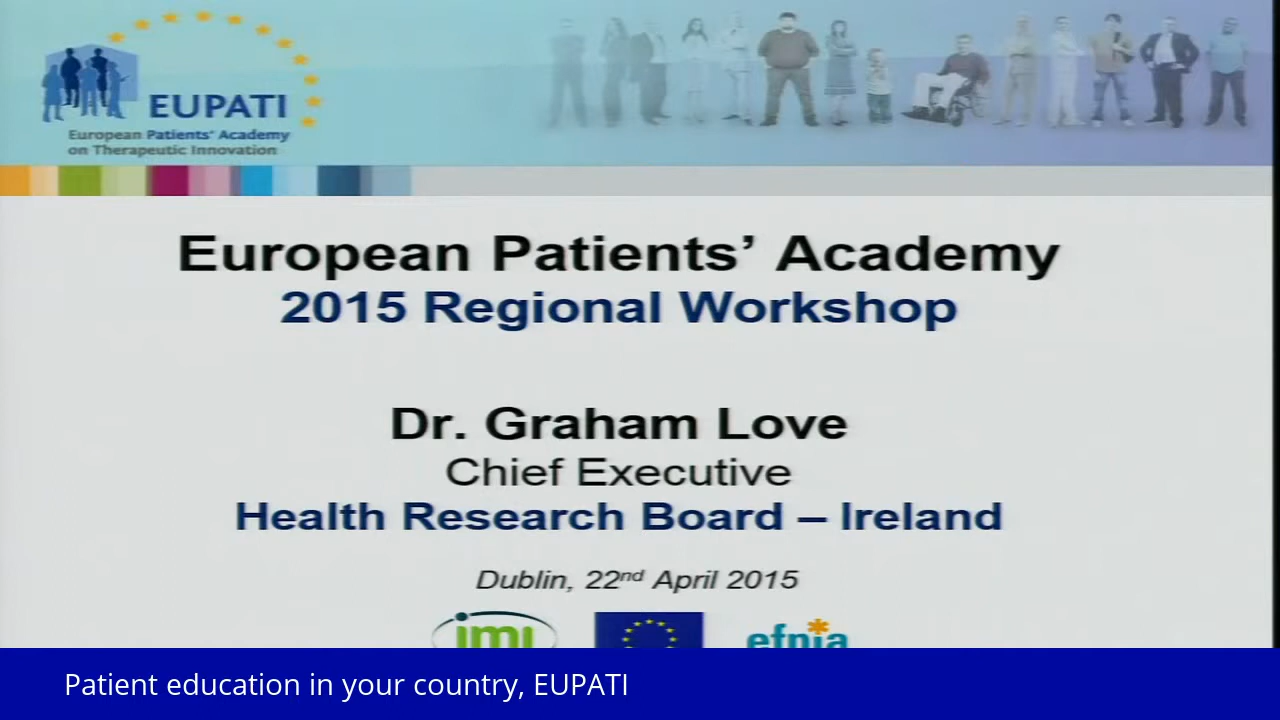 EUPATI
European Patients' Academy
on Therapeutic Innovation
European Patients’ Academy
2015 Regional Workshop
Dr. Graham Love
Chief Executive
Health Research Board – Ireland
Dublin, 22nd April 2015
imi
efpia
Patient education in your country, EUPATI